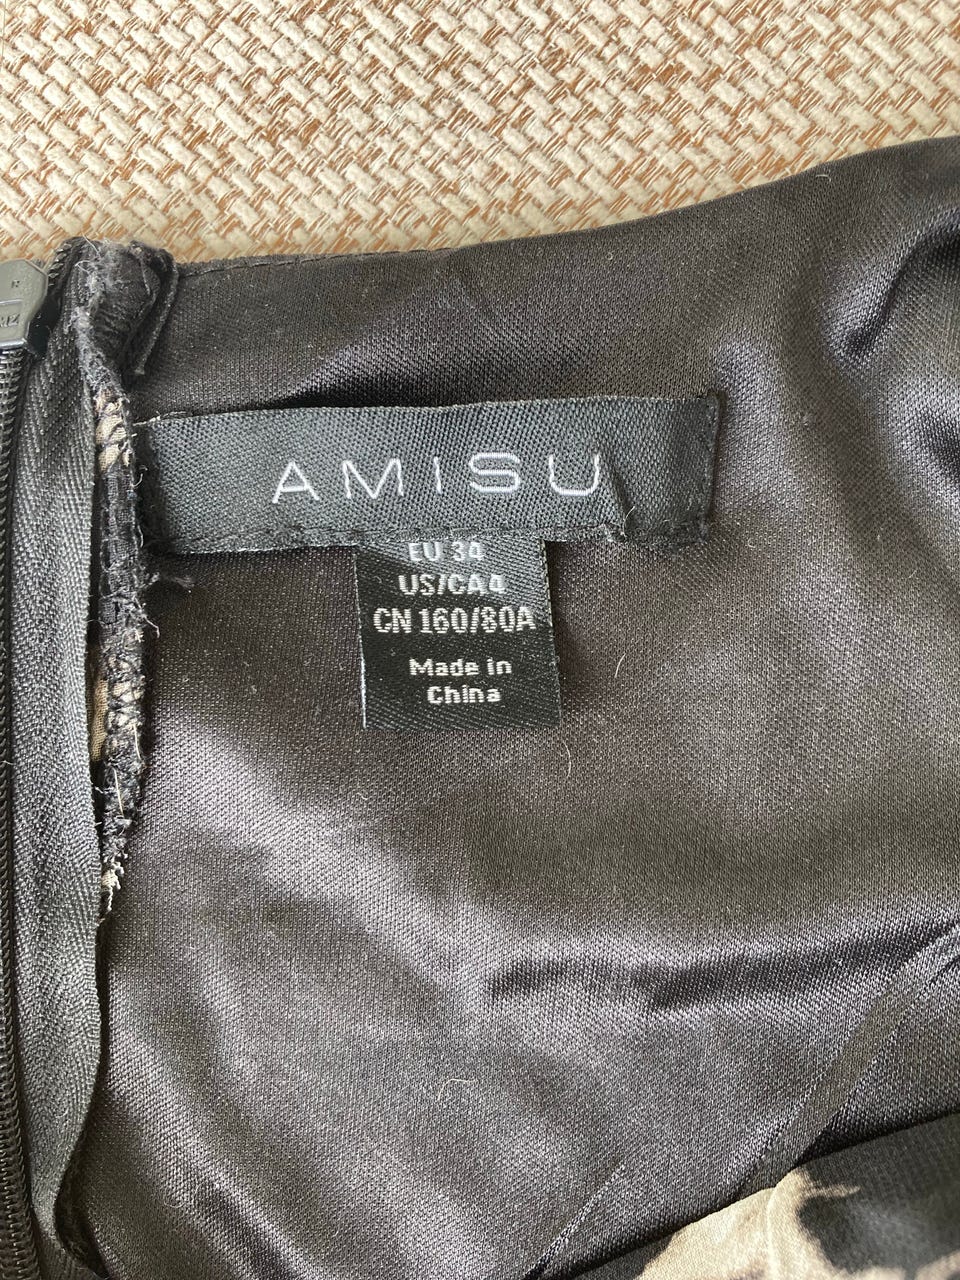 AMISU
EU 34
US/CA 4
CN 160/80A
Made in
China